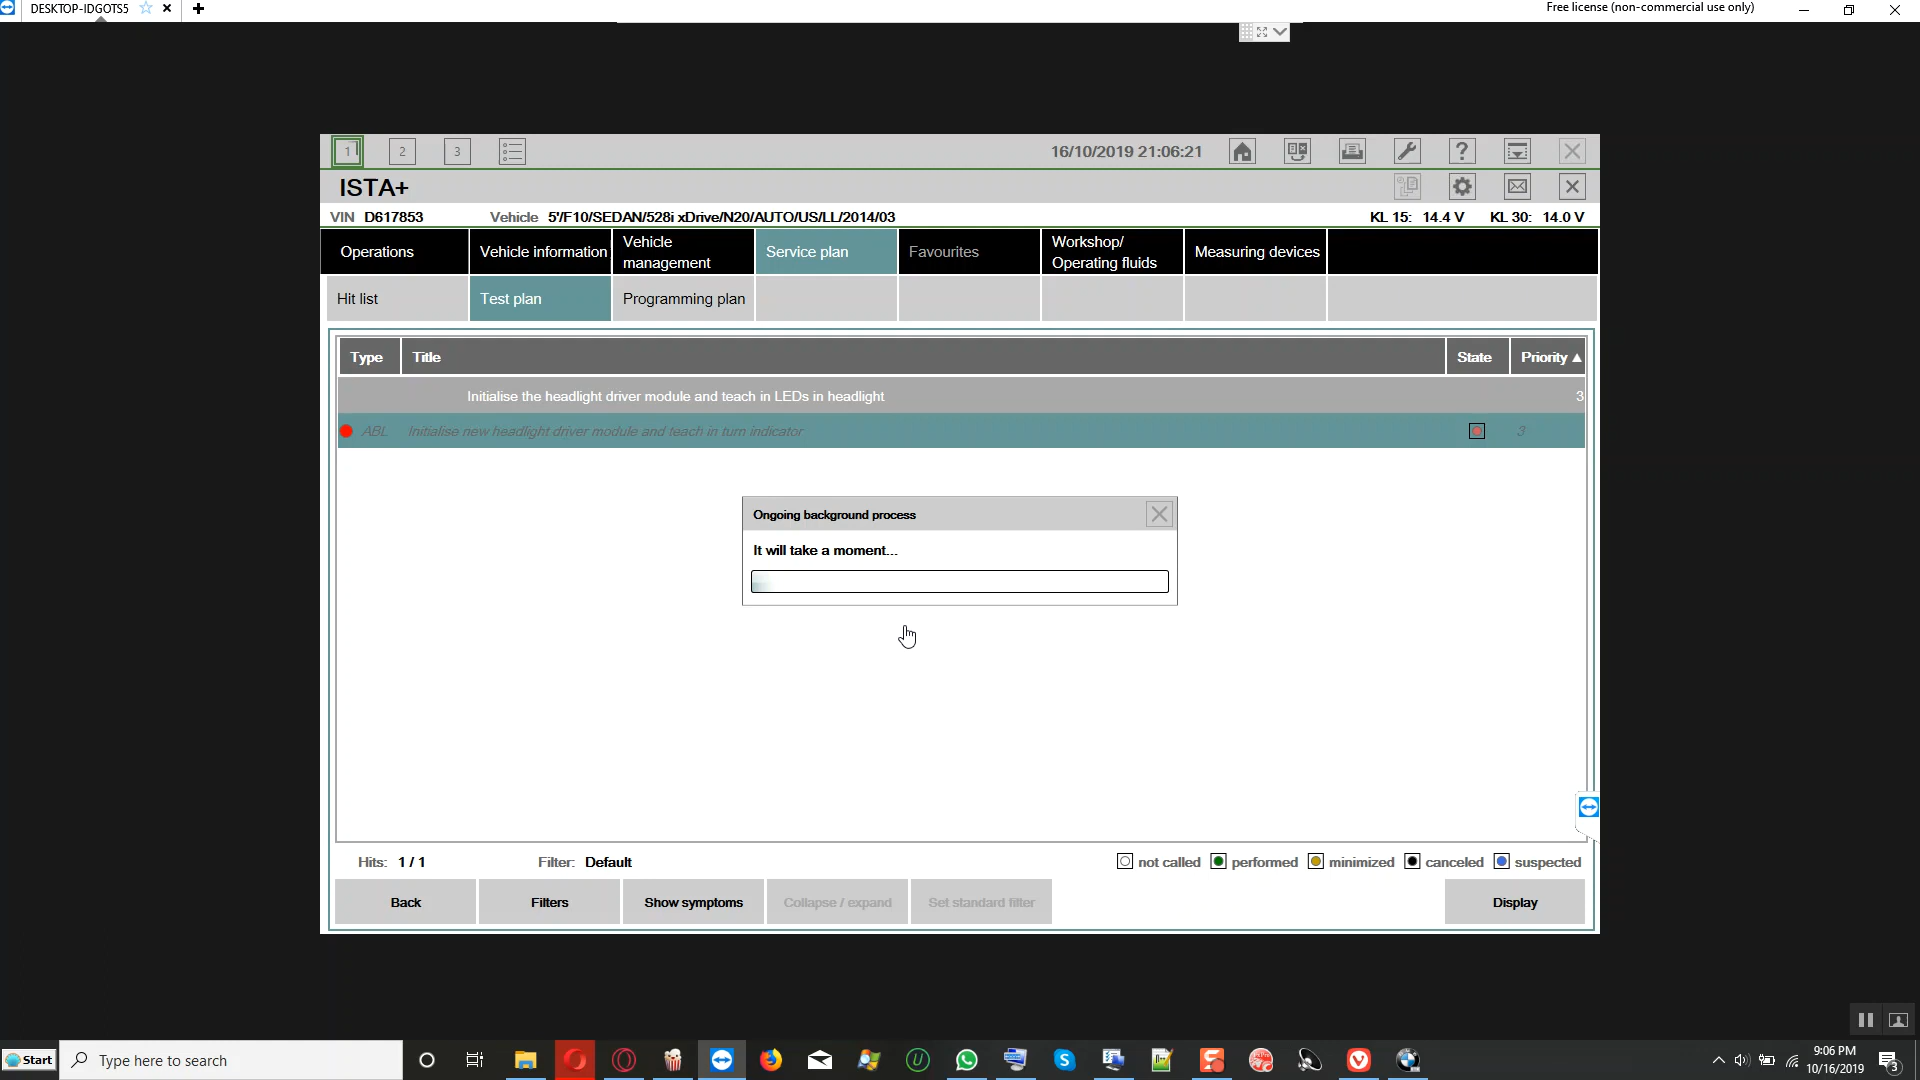 DESKTOP-IDGOTS5
Free license (non-commercial use only)
1 2 3
16/10/2019 21:06:21
ISTA+
VIN D617853 Vehicle 5'/F10/SEDAN/528i xDrive/N20/AUTO/US/LL/2014/03 KL 15: 14.4 V KL 30: 14.0 V
Operations Vehicle information Vehicle management Service plan Favourites Workshop/ Operating fluids Measuring devices
Hit list Test plan Programming plan
Type Title State Priority
Initialise the headlight driver module and teach in LEDs in headlight 3
ABL Initialise new headlight driver module and teach in turn indicator 3
Ongoing background process
It will take a moment...
Hits: 1 / 1 Filter: Default not called performed minimized canceled suspected
Back Filters Show symptoms Collapse / expand Set standard filter Display
Start Type here to search
9:06 PM
10/16/2019
3